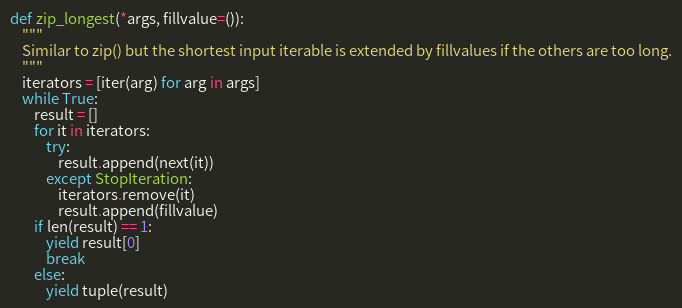 def zip_longest(*args, fillvalue=()):
    """
    Similar to zip() but the shortest input iterable is extended by fillvalues if the others are too long.
    """
    iterators = [iter(arg) for arg in args]
    while True:
        result = []
        for it in iterators:
            try:
                result.append(next(it))
            except StopIteration:
                iterators.remove(it)
                result.append(fillvalue)
        if len(result) == 1:
            yield result[0]
            break
        else:
            yield tuple(result)